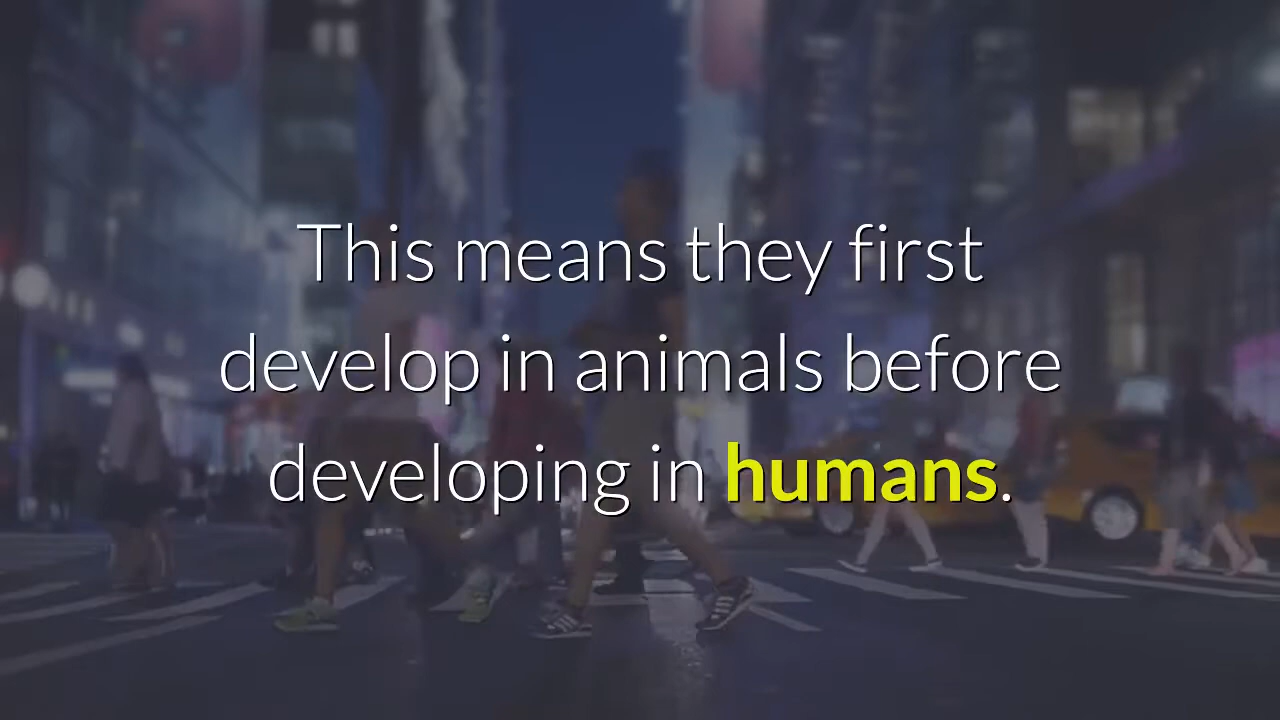 This means they first
develop in animals before
developing in humans.